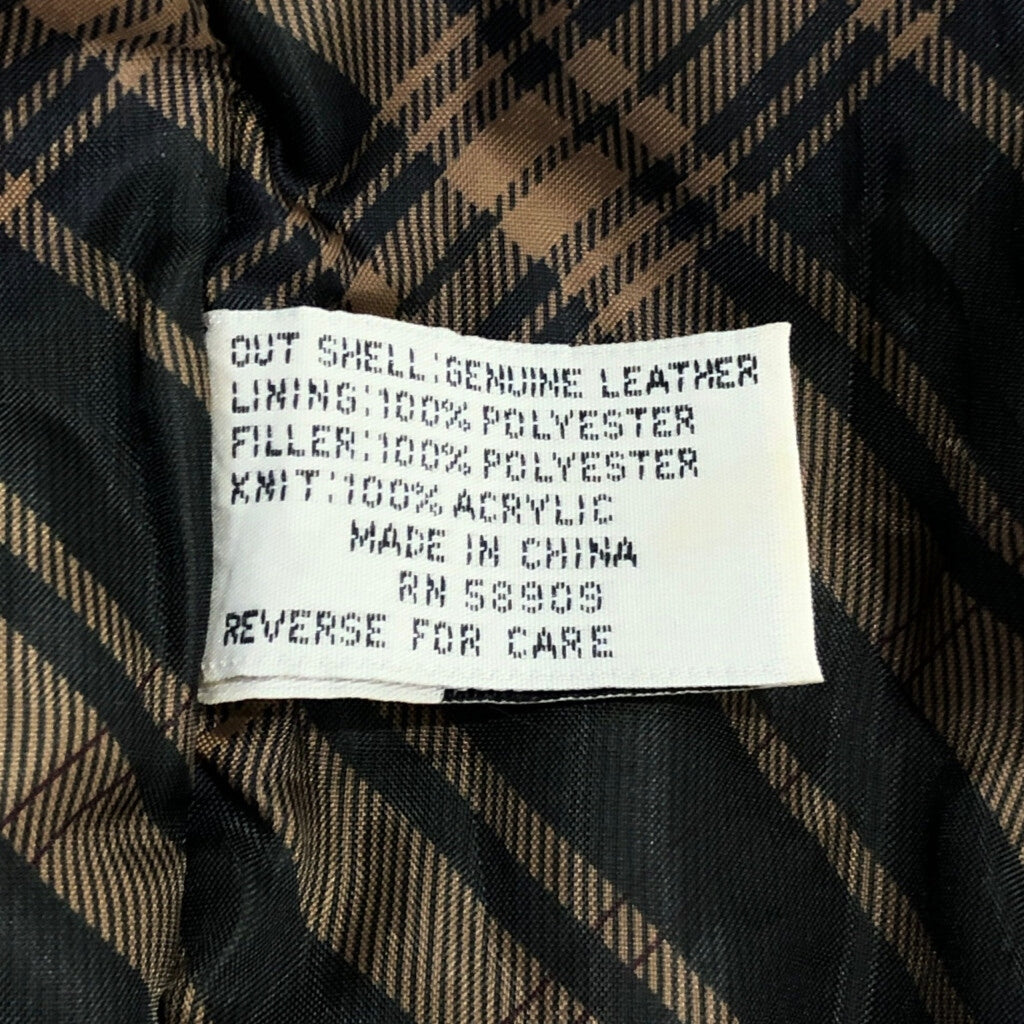 OUT SHELL:GENUINE LEATHER
LINING:100% POLYESTER
FILLER:100% POLYESTER
KNIT:100% ACRYLIC
MADE IN CHINA
RN 58909
REVERSE FOR CARE